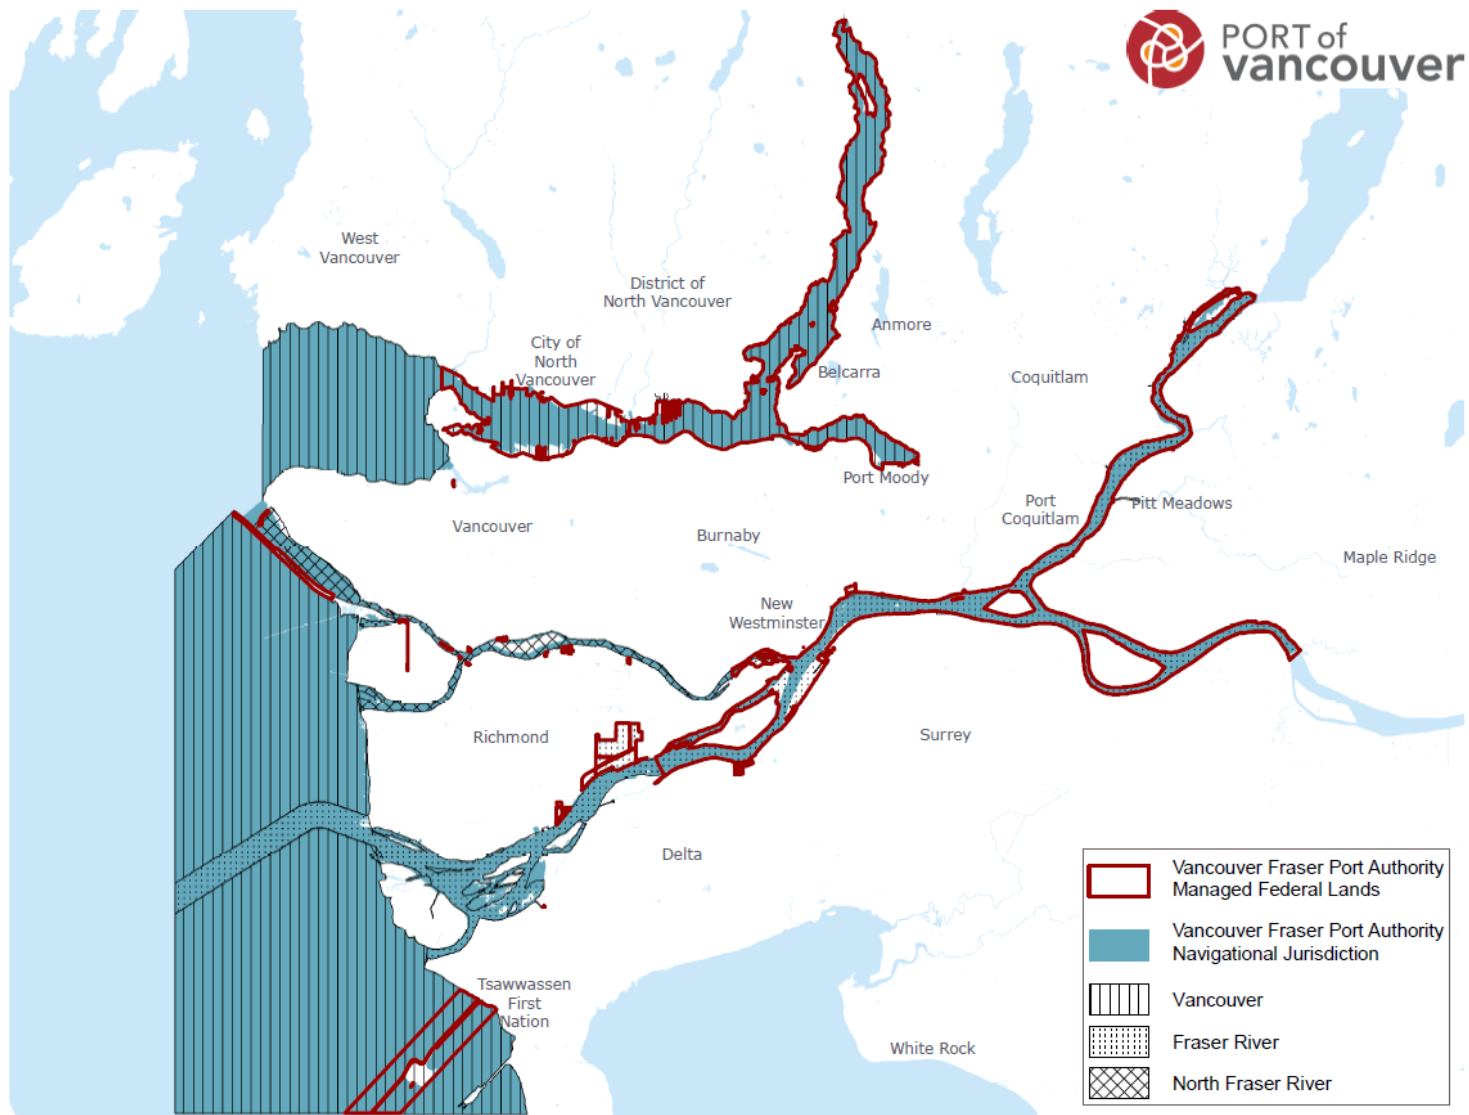 PORT of
vancouver
West
Vancouver
District of
North Vancouver
City of
North
Vancouver
Anmore
Belcarra
Coquitlam
Port Moody
Port
Coquitlam
Pitt Meadows
Vancouver
Burnaby
Maple Ridge
New
Westminster
Richmond
Surrey
Delta
Tsawwassen
First
Nation
White Rock
Vancouver Fraser Port Authority
Managed Federal Lands
Vancouver Fraser Port Authority
Navigational Jurisdiction
Vancouver
Fraser River
North Fraser River